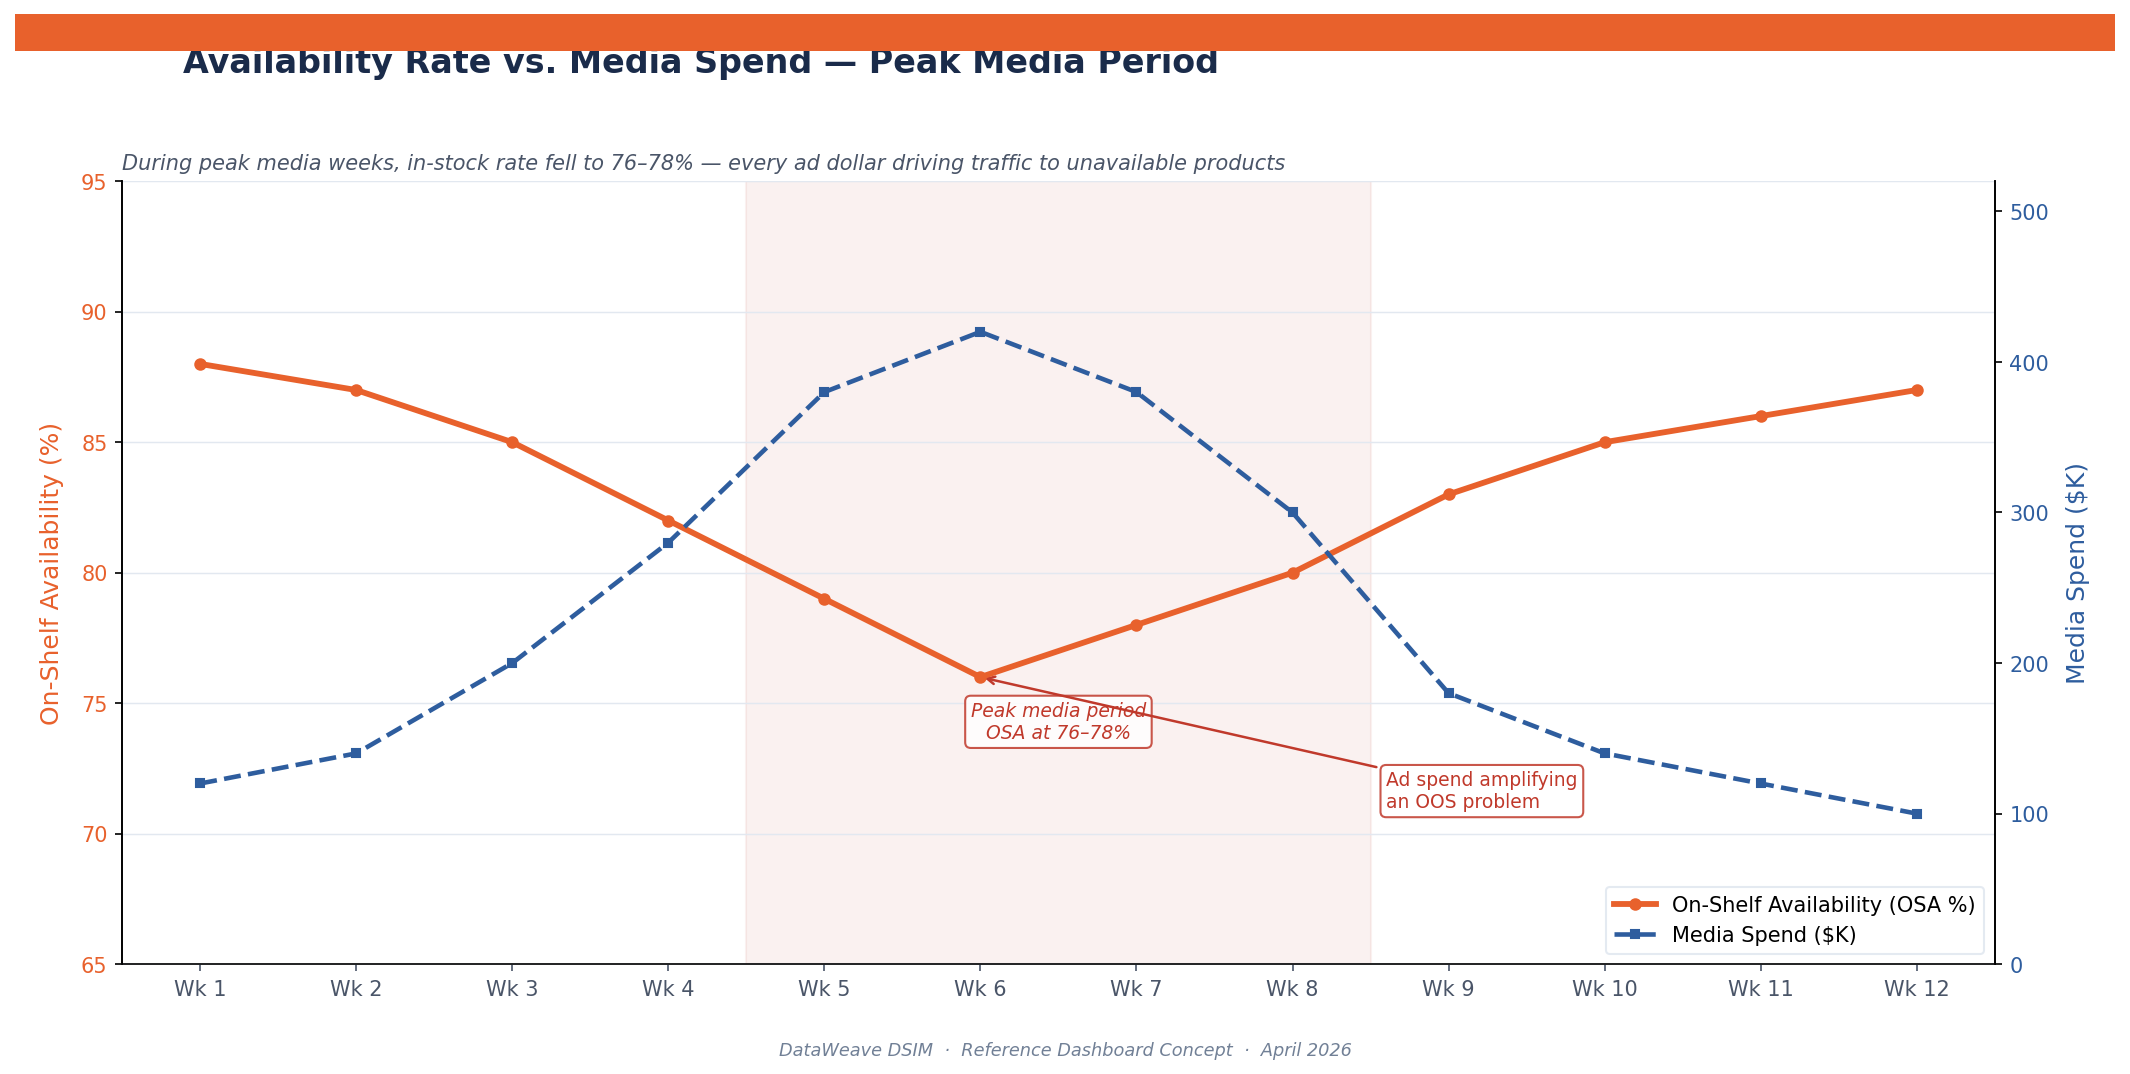 Availability Rate vs. Media Spend — Peak Media Period
During peak media weeks, in-stock rate fell to 76–78% — every ad dollar driving traffic to unavailable products
95
90
85
80
75
70
65
On-Shelf Availability (%)
500
400
300
200
100
0
Media Spend ($K)
Peak media period
OSA at 76–78%
Ad spend amplifying
an OOS problem
On-Shelf Availability (OSA %)
Media Spend ($K)
Wk 1 Wk 2 Wk 3 Wk 4 Wk 5 Wk 6 Wk 7 Wk 8 Wk 9 Wk 10 Wk 11 Wk 12
DataWeave DSIM · Reference Dashboard Concept · April 2026